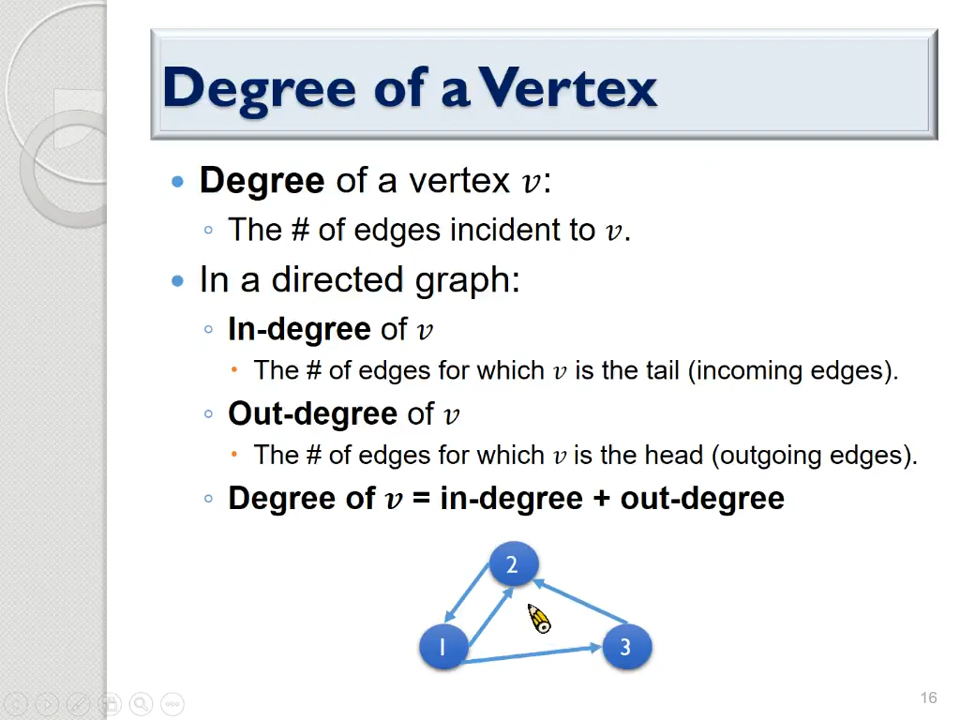 Degree of a Vertex
Degree of a vertex 𝑣:
The # of edges incident to 𝑣.
In a directed graph:
In-degree of 𝑣
The # of edges for which 𝑣 is the tail (incoming edges).
Out-degree of 𝑣
The # of edges for which 𝑣 is the head (outgoing edges).
Degree of 𝒗 = in-degree + out-degree
2
1
3
16